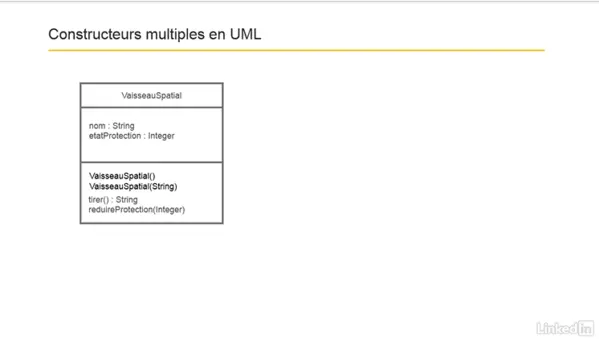 Constructeurs multiples en UML
VaisseauSpatial
nom : String
etatProtection : Integer
VaisseauSpatial()
VaisseauSpatial(String)
tirer() : String
reduireProtection(Integer)
LinkedIn